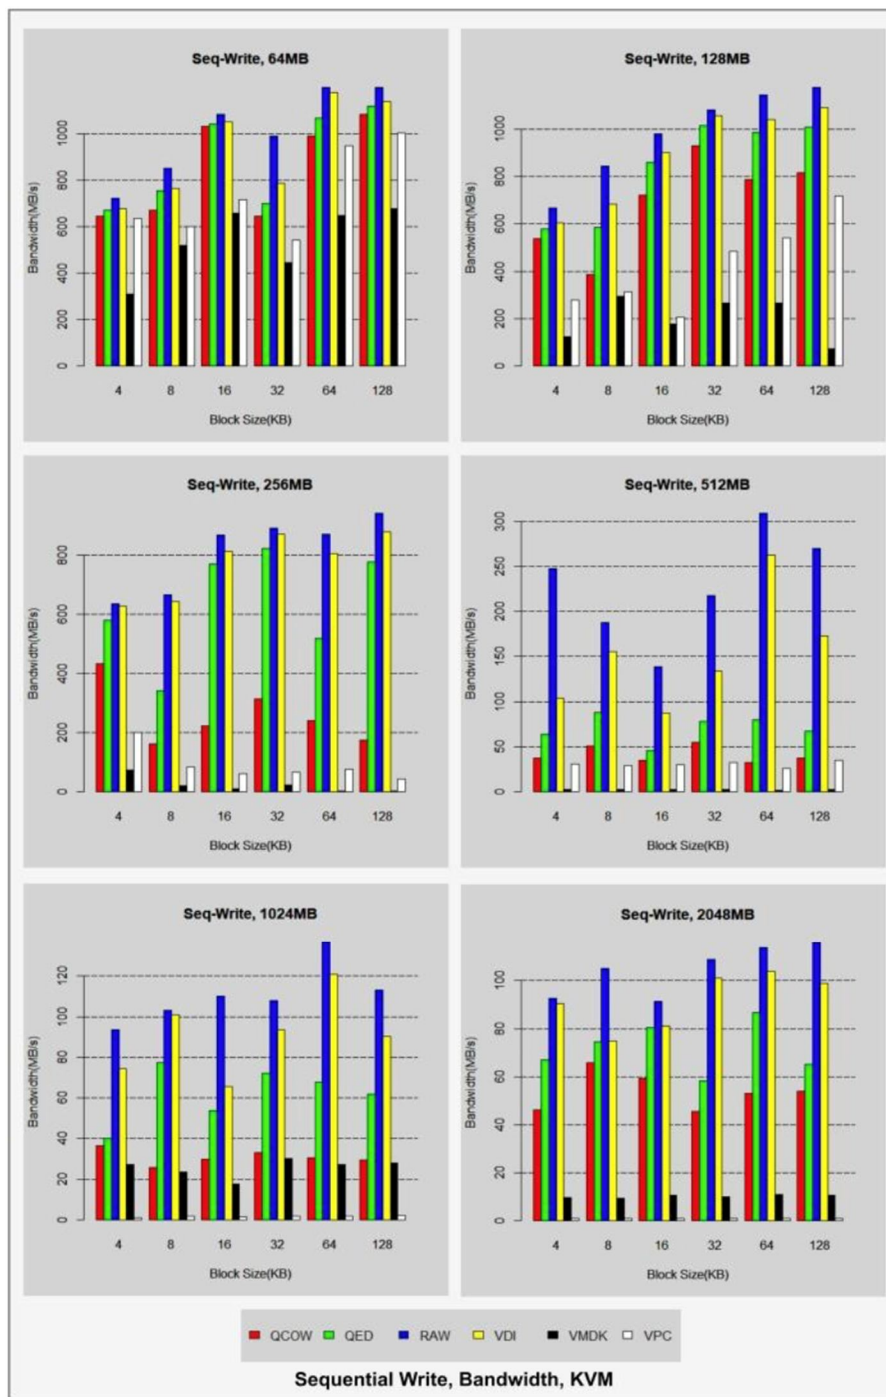 Seq-Write, 64MB
Bandwidth(MB/s)
0 200 400 600 800 1000
4 8 16 32 64 128
Block Size(KB)
Seq-Write, 128MB
Bandwidth(MB/s)
0 200 400 600 800 1000
4 8 16 32 64 128
Block Size(KB)
Seq-Write, 256MB
Bandwidth(MB/s)
0 200 400 600 800
4 8 16 32 64 128
Block Size(KB)
Seq-Write, 512MB
Bandwidth(MB/s)
0 50 100 150 200 250 300
4 8 16 32 64 128
Block Size(KB)
Seq-Write, 1024MB
Bandwidth(MB/s)
0 20 40 60 80 100 120
4 8 16 32 64 128
Block Size(KB)
Seq-Write, 2048MB
Bandwidth(MB/s)
0 20 40 60 80 100
4 8 16 32 64 128
Block Size(KB)
QCOW QED RAW VDI VMDK VPC
Sequential Write, Bandwidth, KVM